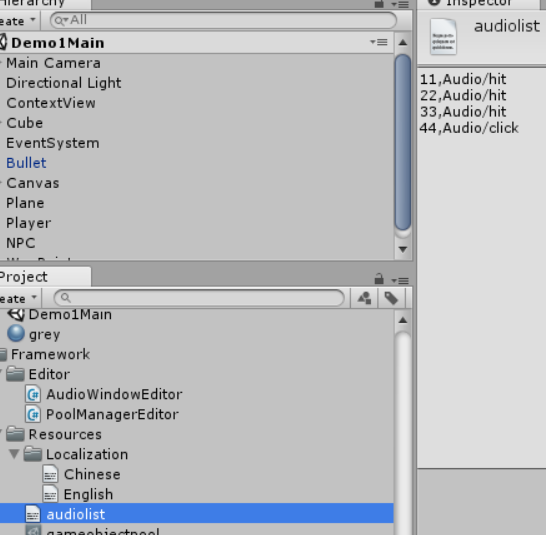 Hierarchy
eate
All
Demo1Main
Main Camera
Directional Light
ContextView
Cube
EventSystem
Bullet
Canvas
Plane
Player
NPC
Project
eate
Demo1Main
grey
Framework
Editor
AudioWindowEditor
PoolManagerEditor
Resources
Localization
Chinese
English
audiolist
gameobjectpool
Inspector
audiolist
11,Audio/hit
22,Audio/hit
33,Audio/hit
44,Audio/click